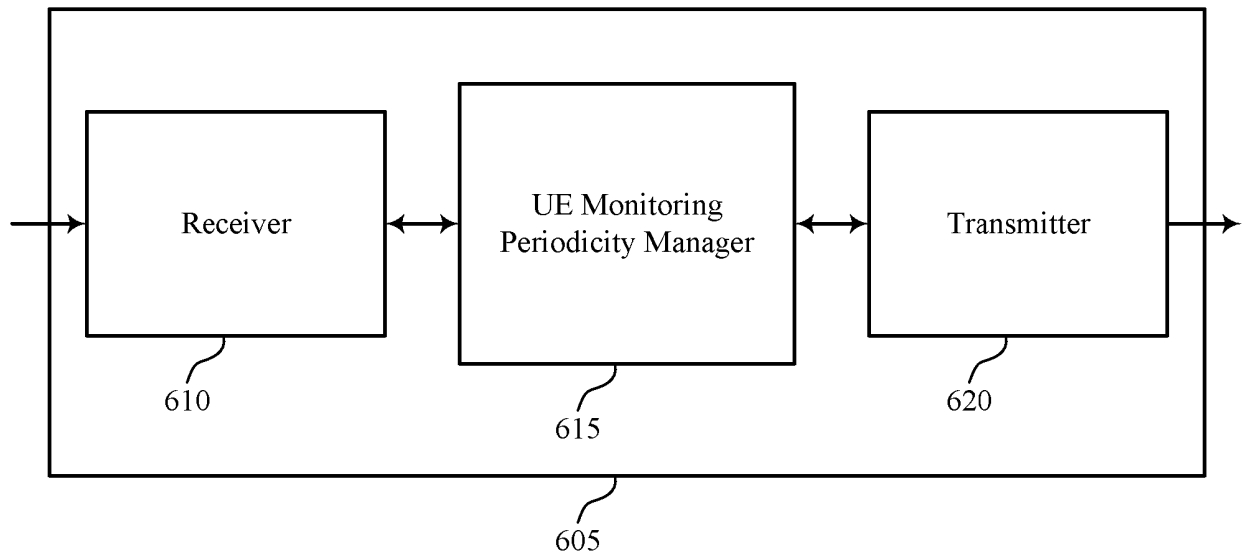 Receiver
UE Monitoring
Periodicity Manager
Transmitter
610
615
620
605